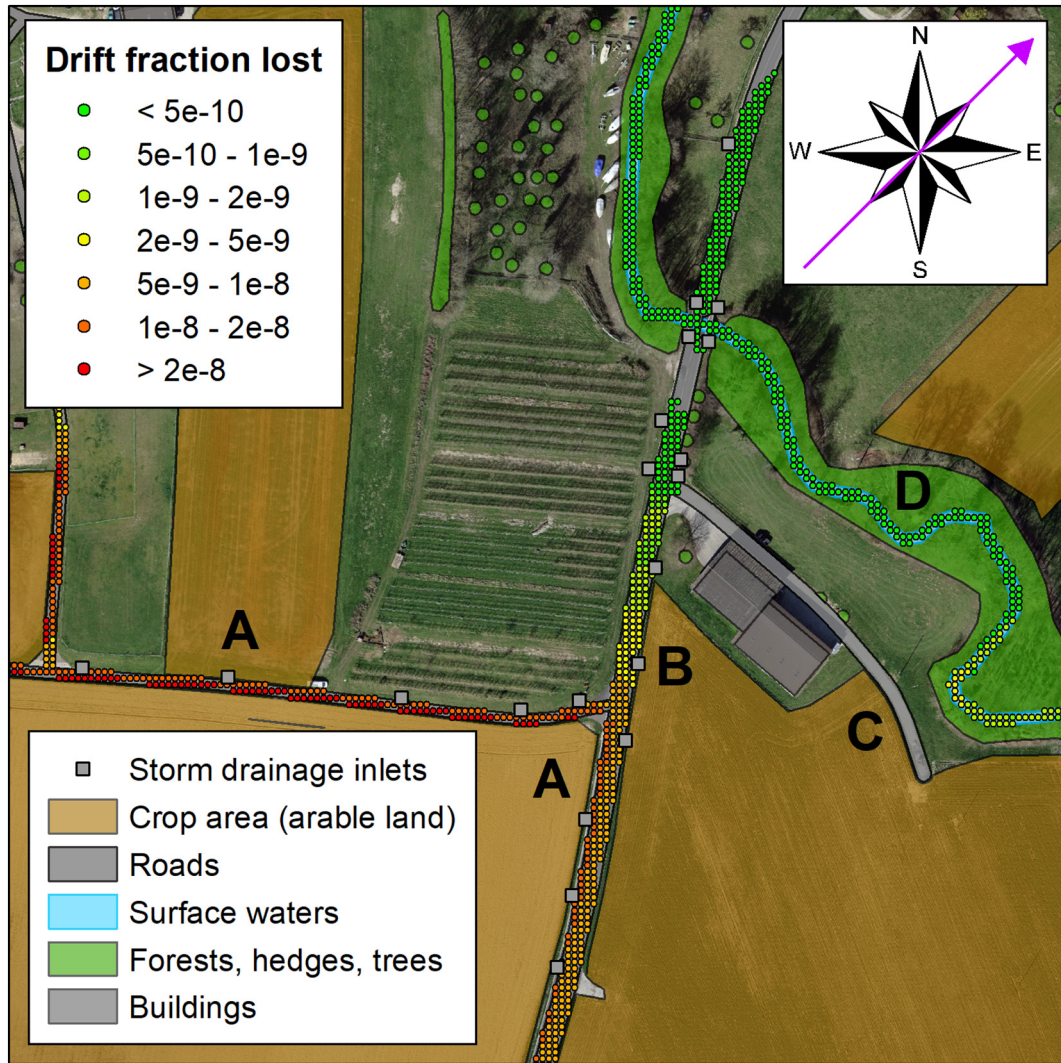 Drift fraction lost
< 5e-10
5e-10 - 1e-9
1e-9 - 2e-9
2e-9 - 5e-9
5e-9 - 1e-8
1e-8 - 2e-8
> 2e-8
N
W
E
S
D
A
B
C
A
Storm drainage inlets
Crop area (arable land)
Roads
Surface waters
Forests, hedges, trees
Buildings